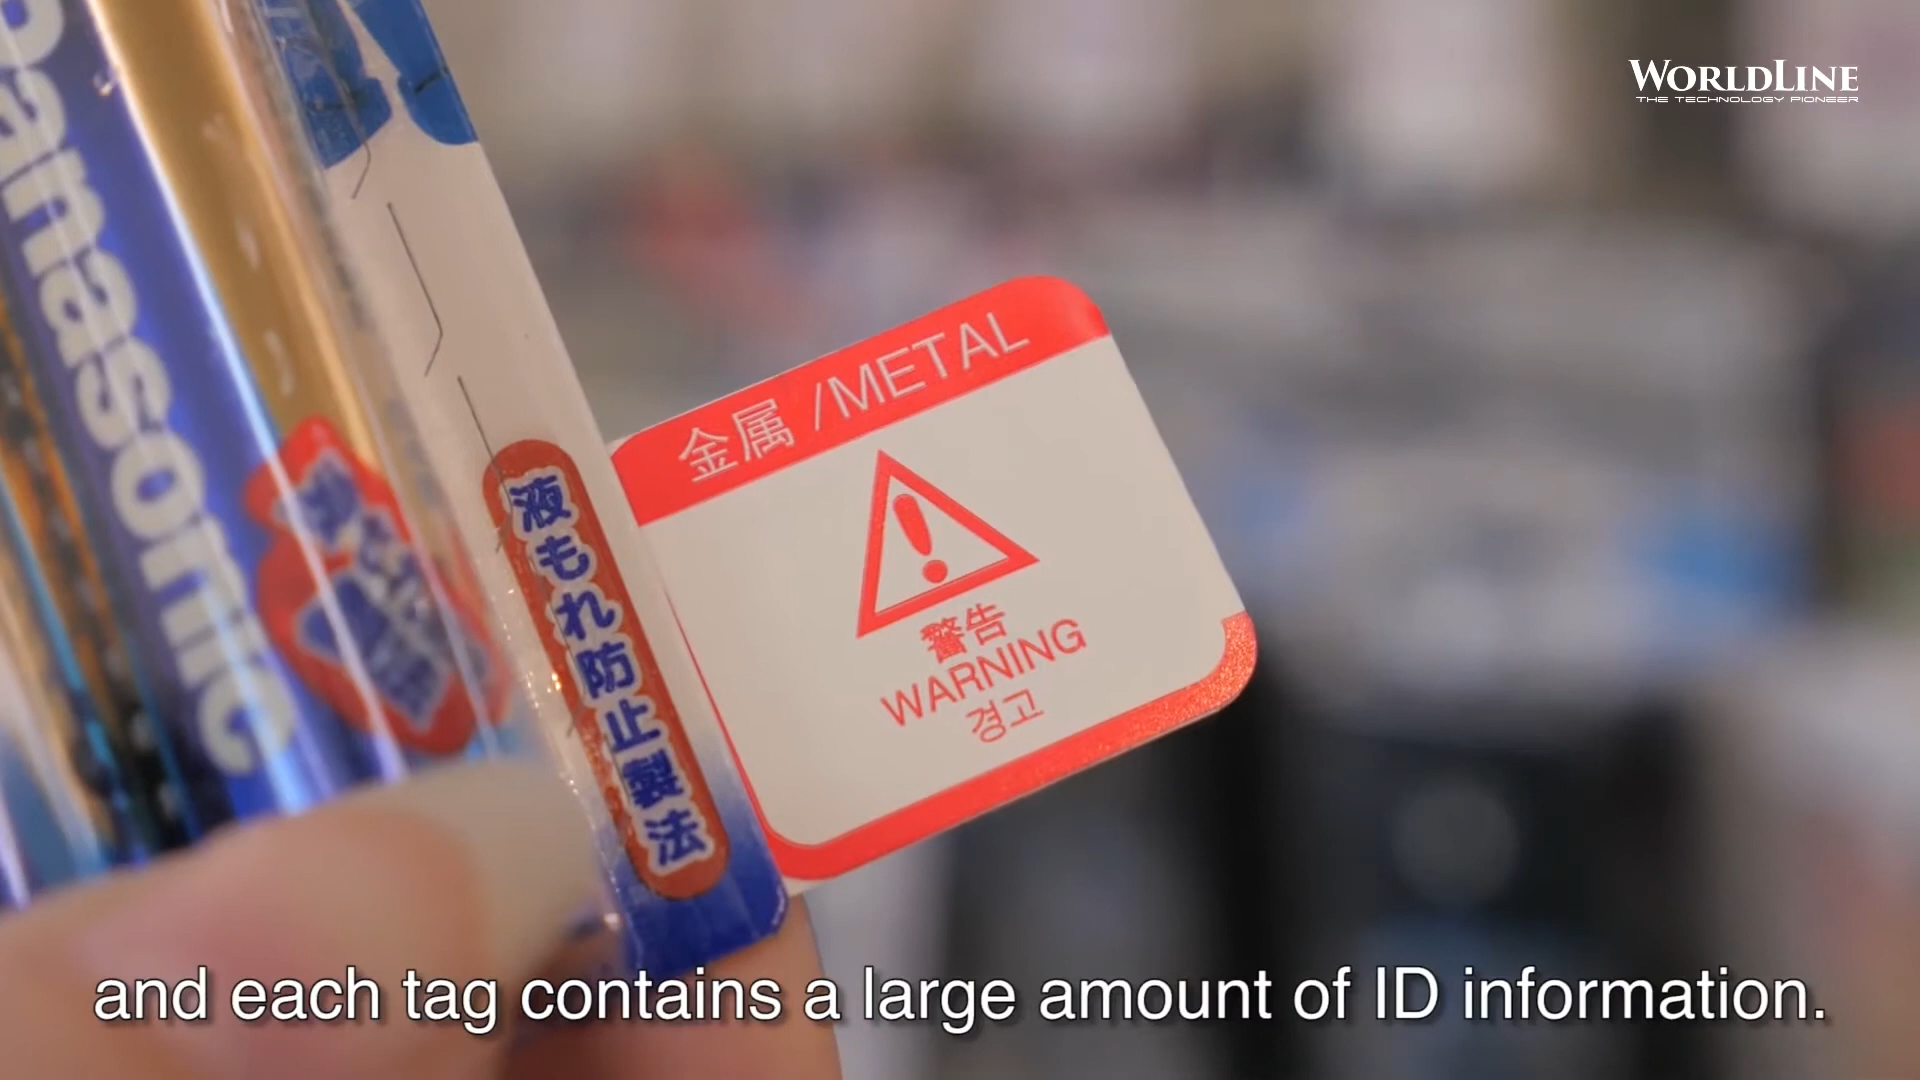 WORLDLINE
THE TECHNOLOGY PIONEER
Panasonic
液もれ防止製法
金属/METAL
警告
WARNING
경고
and each tag contains a large amount of ID information.